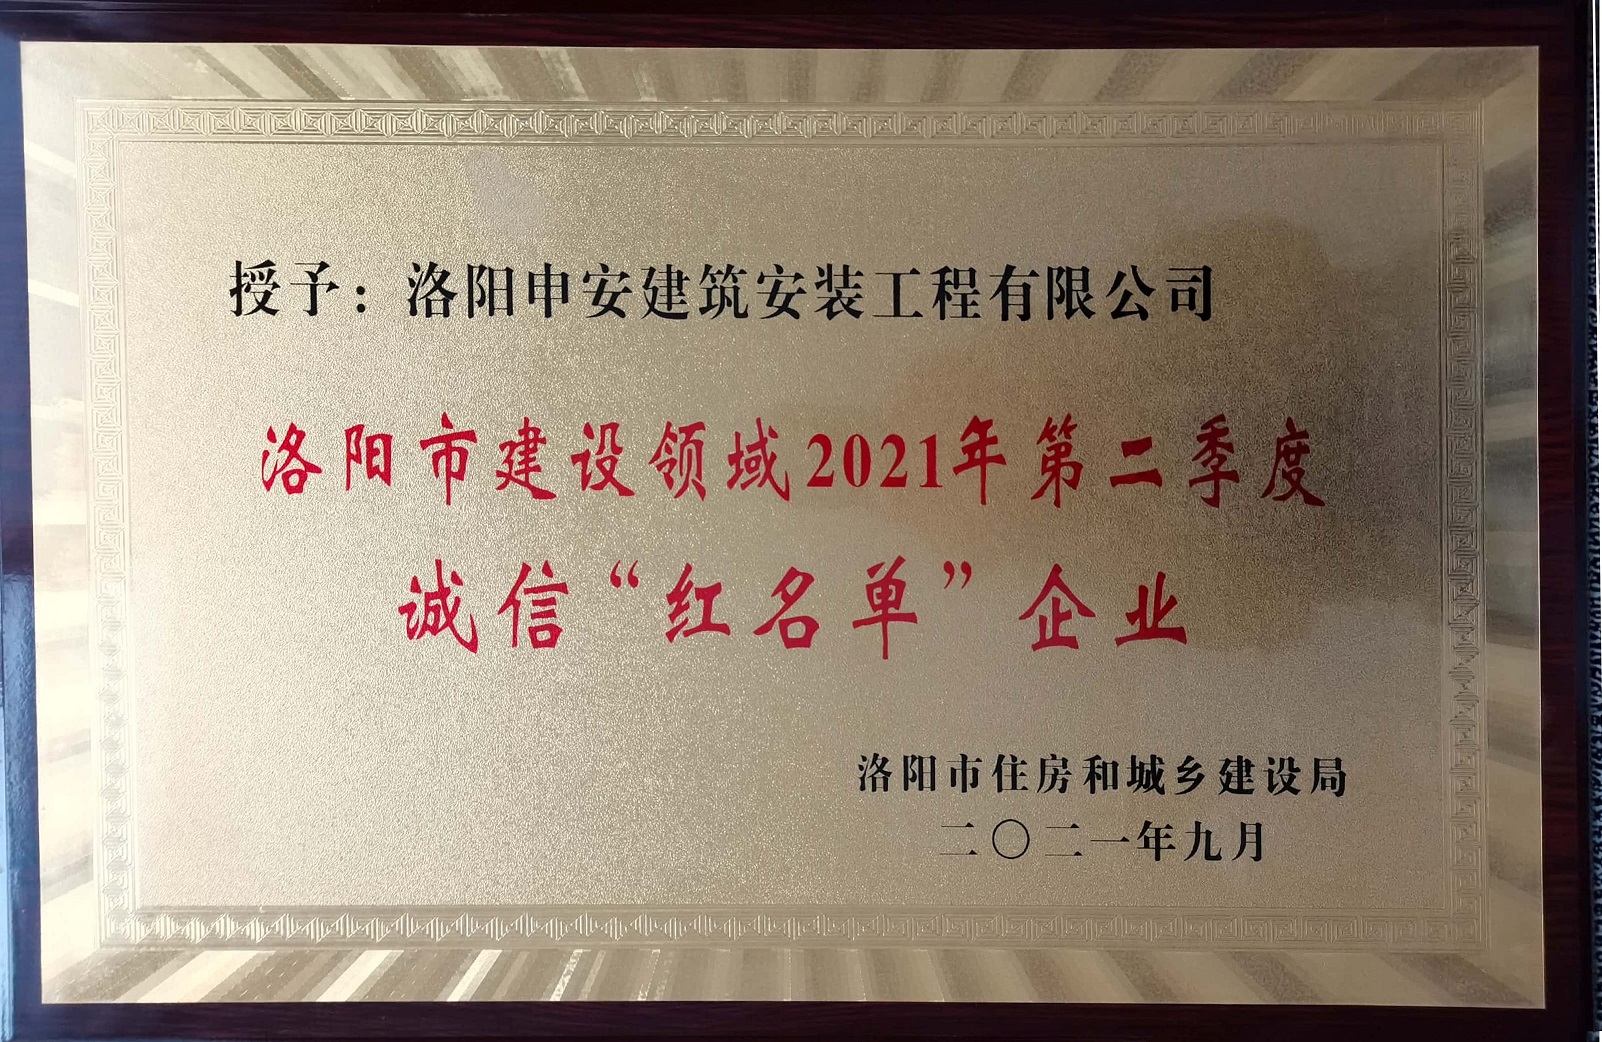 授予：洛阳申安建筑安装工程有限公司
洛阳市建设领域2021年第二季度
诚信“红名单”企业
洛阳市住房和城乡建设局
二〇二一年九月